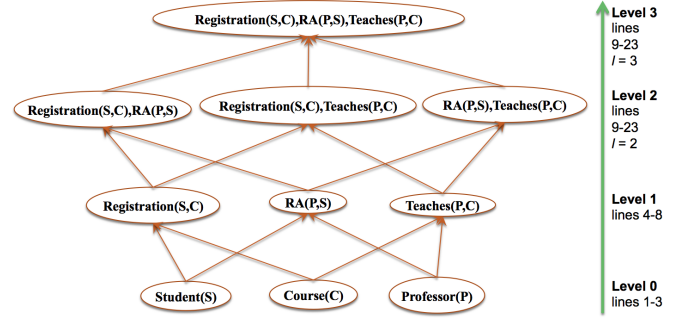 Registration(S,C),RA(P,S),Teaches(P,C)
Level 3
lines
9-23
l = 3
Registration(S,C),RA(P,S)
Registration(S,C),Teaches(P,C)
RA(P,S),Teaches(P,C)
Level 2
lines
9-23
l = 2
Registration(S,C)
RA(P,S)
Teaches(P,C)
Level 1
lines 4-8
Student(S)
Course(C)
Professor(P)
Level 0
lines 1-3